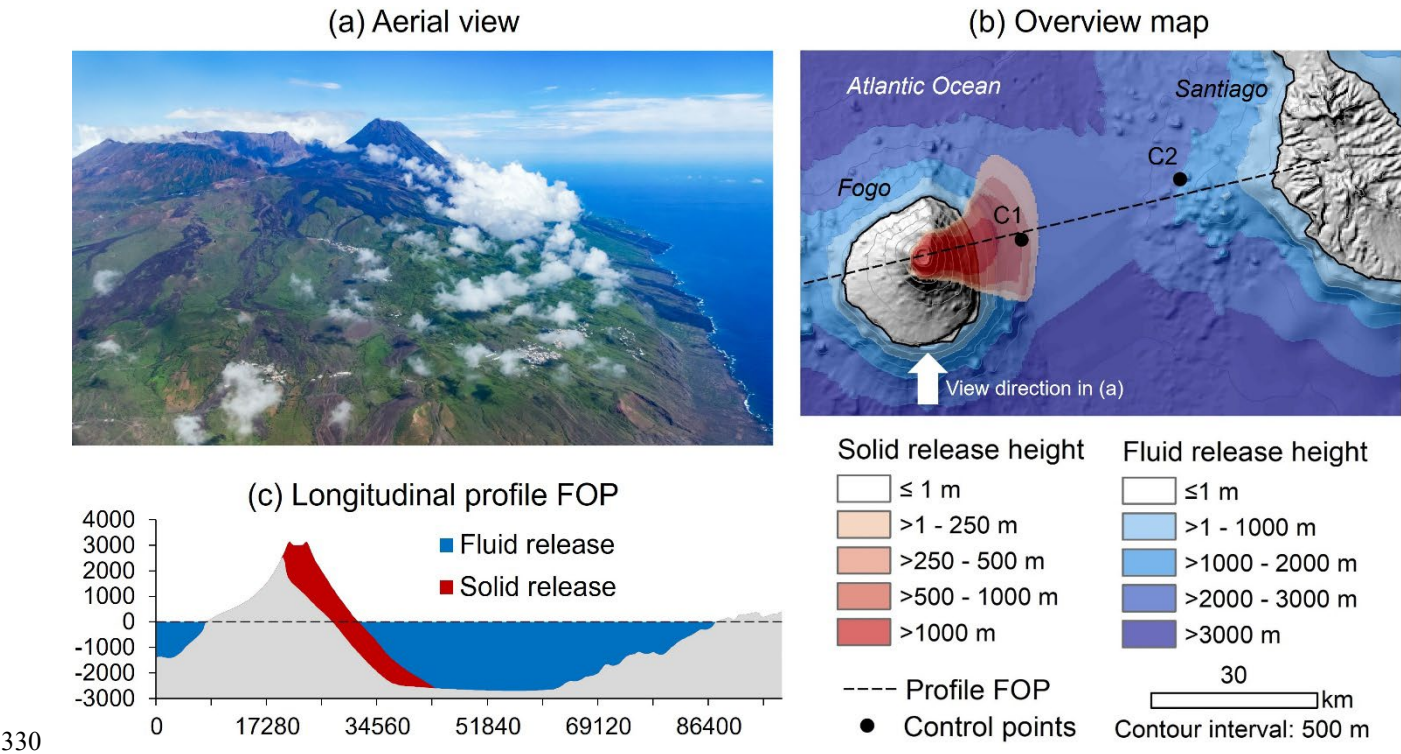 (a) Aerial view
(b) Overview map
Atlantic Ocean
Santiago
C2
Fogo
C1
View direction in (a)
(c) Longitudinal profile FOP
4000
3000
2000
1000
0
-1000
-2000
-3000
Fluid release
Solid release
0 17280 34560 51840 69120 86400
Solid release height
≤ 1 m
>1 - 250 m
>250 - 500 m
>500 - 1000 m
>1000 m
Fluid release height
≤1 m
>1 - 1000 m
>1000 - 2000 m
>2000 - 3000 m
>3000 m
Profile FOP
Control points
30
km
Contour interval: 500 m
330